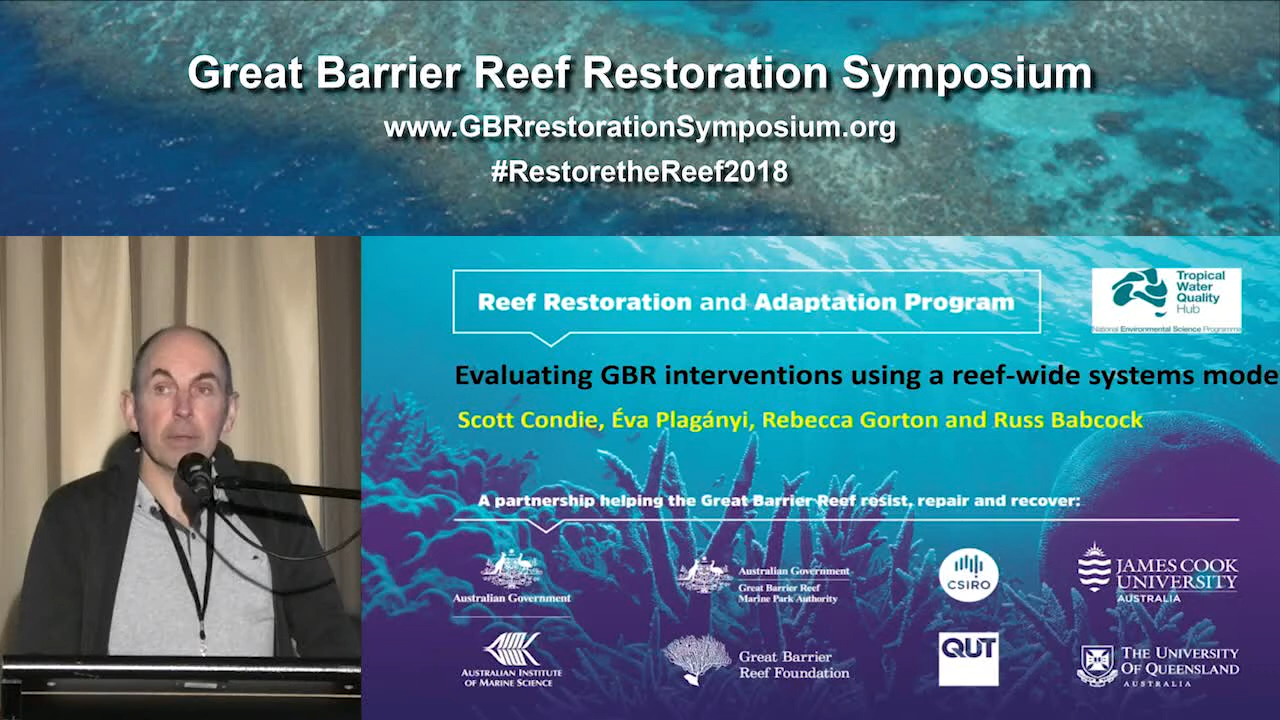 Great Barrier Reef Restoration Symposium
www.GBRrestorationSymposium.org
#RestoretheReef2018
Reef Restoration and Adaptation Program
Tropical
Water
Quality
Hub
National Environmental Science Programme
Evaluating GBR interventions using a reef-wide systems mode
Scott Condie, Éva Plagányi, Rebecca Gorton and Russ Babcock
A partnership helping the Great Barrier Reef resist, repair and recover:
Australian Government
Australian Government
Great Barrier Reef
Marine Park Authority
CSIRO
JAMES COOK
UNIVERSITY
AUSTRALIA
AUSTRALIAN INSTITUTE
OF MARINE SCIENCE
Great Barrier
Reef Foundation
QUT
THE UNIVERSITY
OF QUEENSLAND
AUSTRALIA